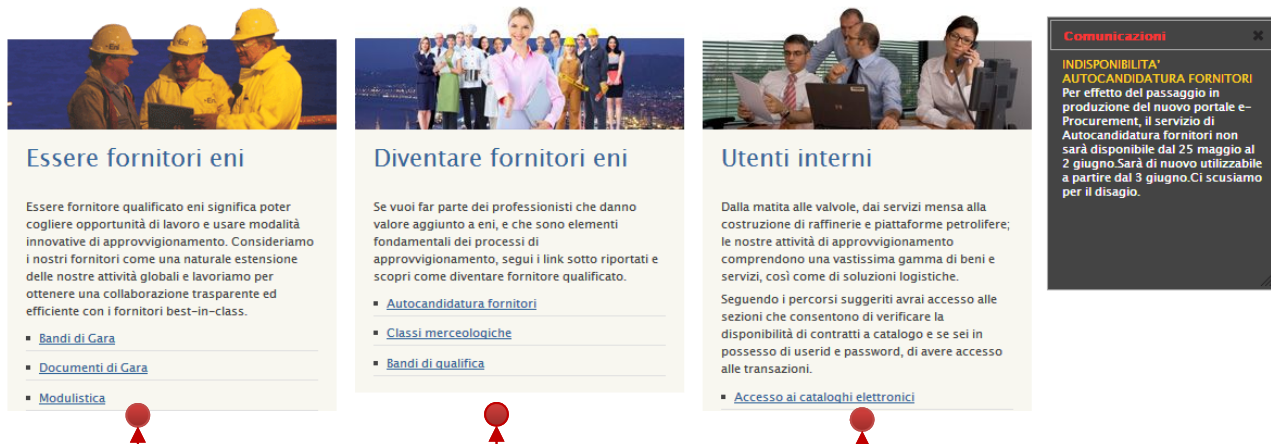 Essere fornitori eni
Essere fornitore qualificato eni significa poter
cogliere opportunità di lavoro e usare modalità
innovative di approvvigionamento. Consideriamo
i nostri fornitori come una naturale estensione
delle nostre attività globali e lavoriamo per
ottenere una collaborazione trasparente ed
efficiente con i fornitori best-in-class.
Bandi di Gara
Documenti di Gara
Modulistica
Diventare fornitori eni
Se vuoi far parte dei professionisti che danno
valore aggiunto a eni, e che sono elementi
fondamentali dei processi di
approvvigionamento, segui i link sotto riportati e
scopri come diventare fornitore qualificato.
Autocandidatura fornitori
Classi merceologiche
Bandi di qualifica
Utenti interni
Dalla matita alle valvole, dai servizi mensa alla
costruzione di raffinerie e piattaforme petrolifere;
le nostre attività di approvvigionamento
comprendono una vastissima gamma di beni e
servizi, così come di soluzioni logistiche.
Seguendo i percorsi suggeriti avrai accesso alle
sezioni che consentono di verificare la
disponibilità di contratti a catalogo e se sei in
possesso di userid e password, di avere accesso
alle transazioni.
Accesso ai cataloghi elettronici
Comunicazioni
INDISPONIBILITA'
AUTOCANDIDATURA FORNITORI
Per effetto del passaggio in
produzione del nuovo portale e-
Procurement, il servizio di
Autocandidatura fornitori non
sarà disponibile dal 25 maggio al
2 giugno.Sarà di nuovo utilizzabile
a partire dal 3 giugno.Ci scusiamo
per il disagio.